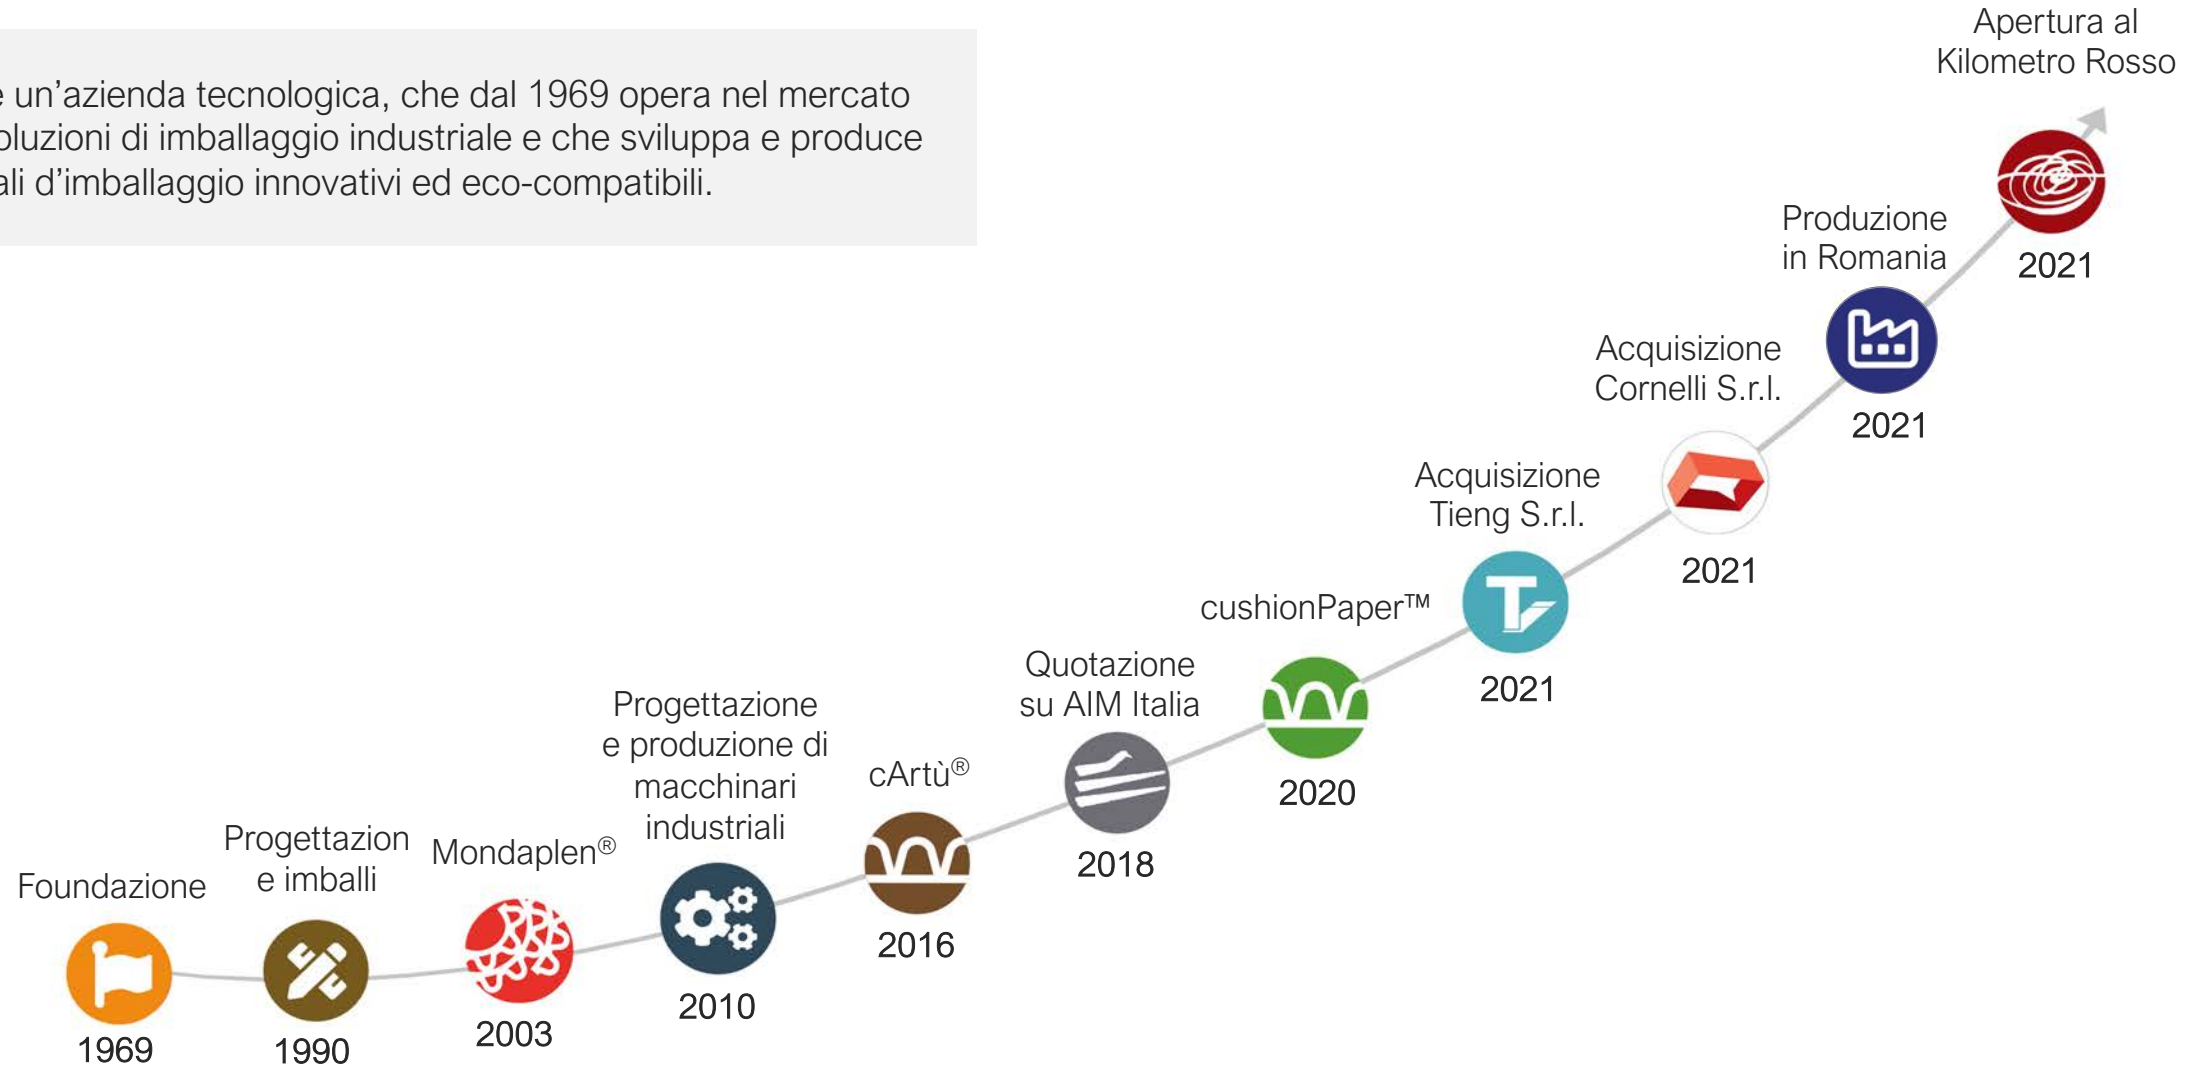 è un’azienda tecnologica, che dal 1969 opera nel mercato
oluzioni di imballaggio industriale e che sviluppa e produce
ali d’imballaggio innovativi ed eco-compatibili.
Foundazione
1969
Progettazion
e imballi
1990
Mondaplen®
2003
Progettazione
e produzione di
macchinari
industriali
2010
cArtù®
2016
Quotazione
su AIM Italia
2018
cushionPaper™
2020
Acquisizione
Tieng S.r.l.
2021
Acquisizione
Cornelli S.r.l.
2021
Produzione
in Romania
2021
Apertura al
Kilometro Rosso
2021